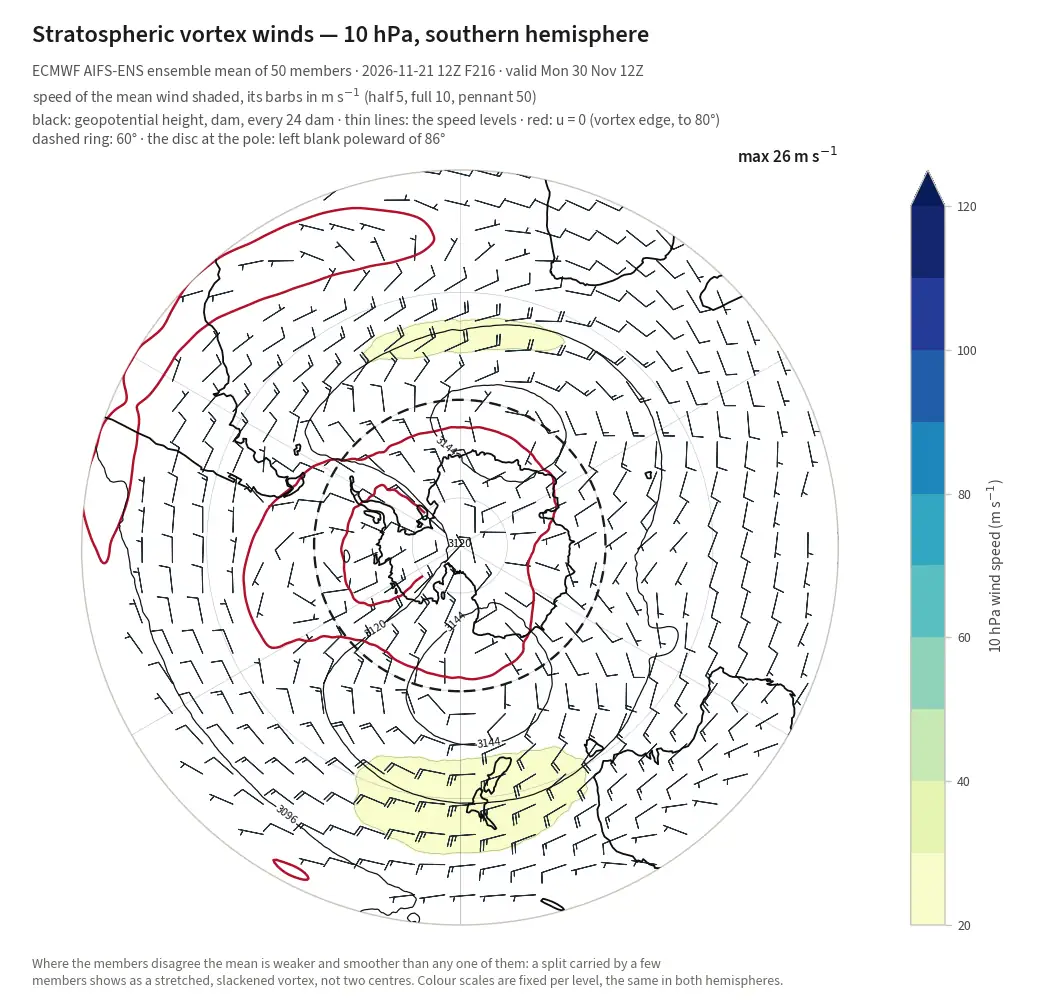 Stratospheric vortex winds — 10 hPa, southern hemisphere
ECMWF AIFS-ENS ensemble mean of 50 members · 2026-11-21 12Z F216 · valid Mon 30 Nov 12Z
speed of the mean wind shaded, its barbs in m s⁻¹ (half 5, full 10, pennant 50)
black: geopotential height, dam, every 24 dam · thin lines: the speed levels · red: u = 0 (vortex edge, to 80°)
dashed ring: 60° · the disc at the pole: left blank poleward of 86°
max 26 m s⁻¹
120
100
80
60
40
20
10 hPa wind speed (m s⁻¹)
3144
3120
3120
3144
3144
3096
Where the members disagree the mean is weaker and smoother than any one of them: a split carried by a few
members shows as a stretched, slackened vortex, not two centres. Colour scales are fixed per level, the same in both hemispheres.